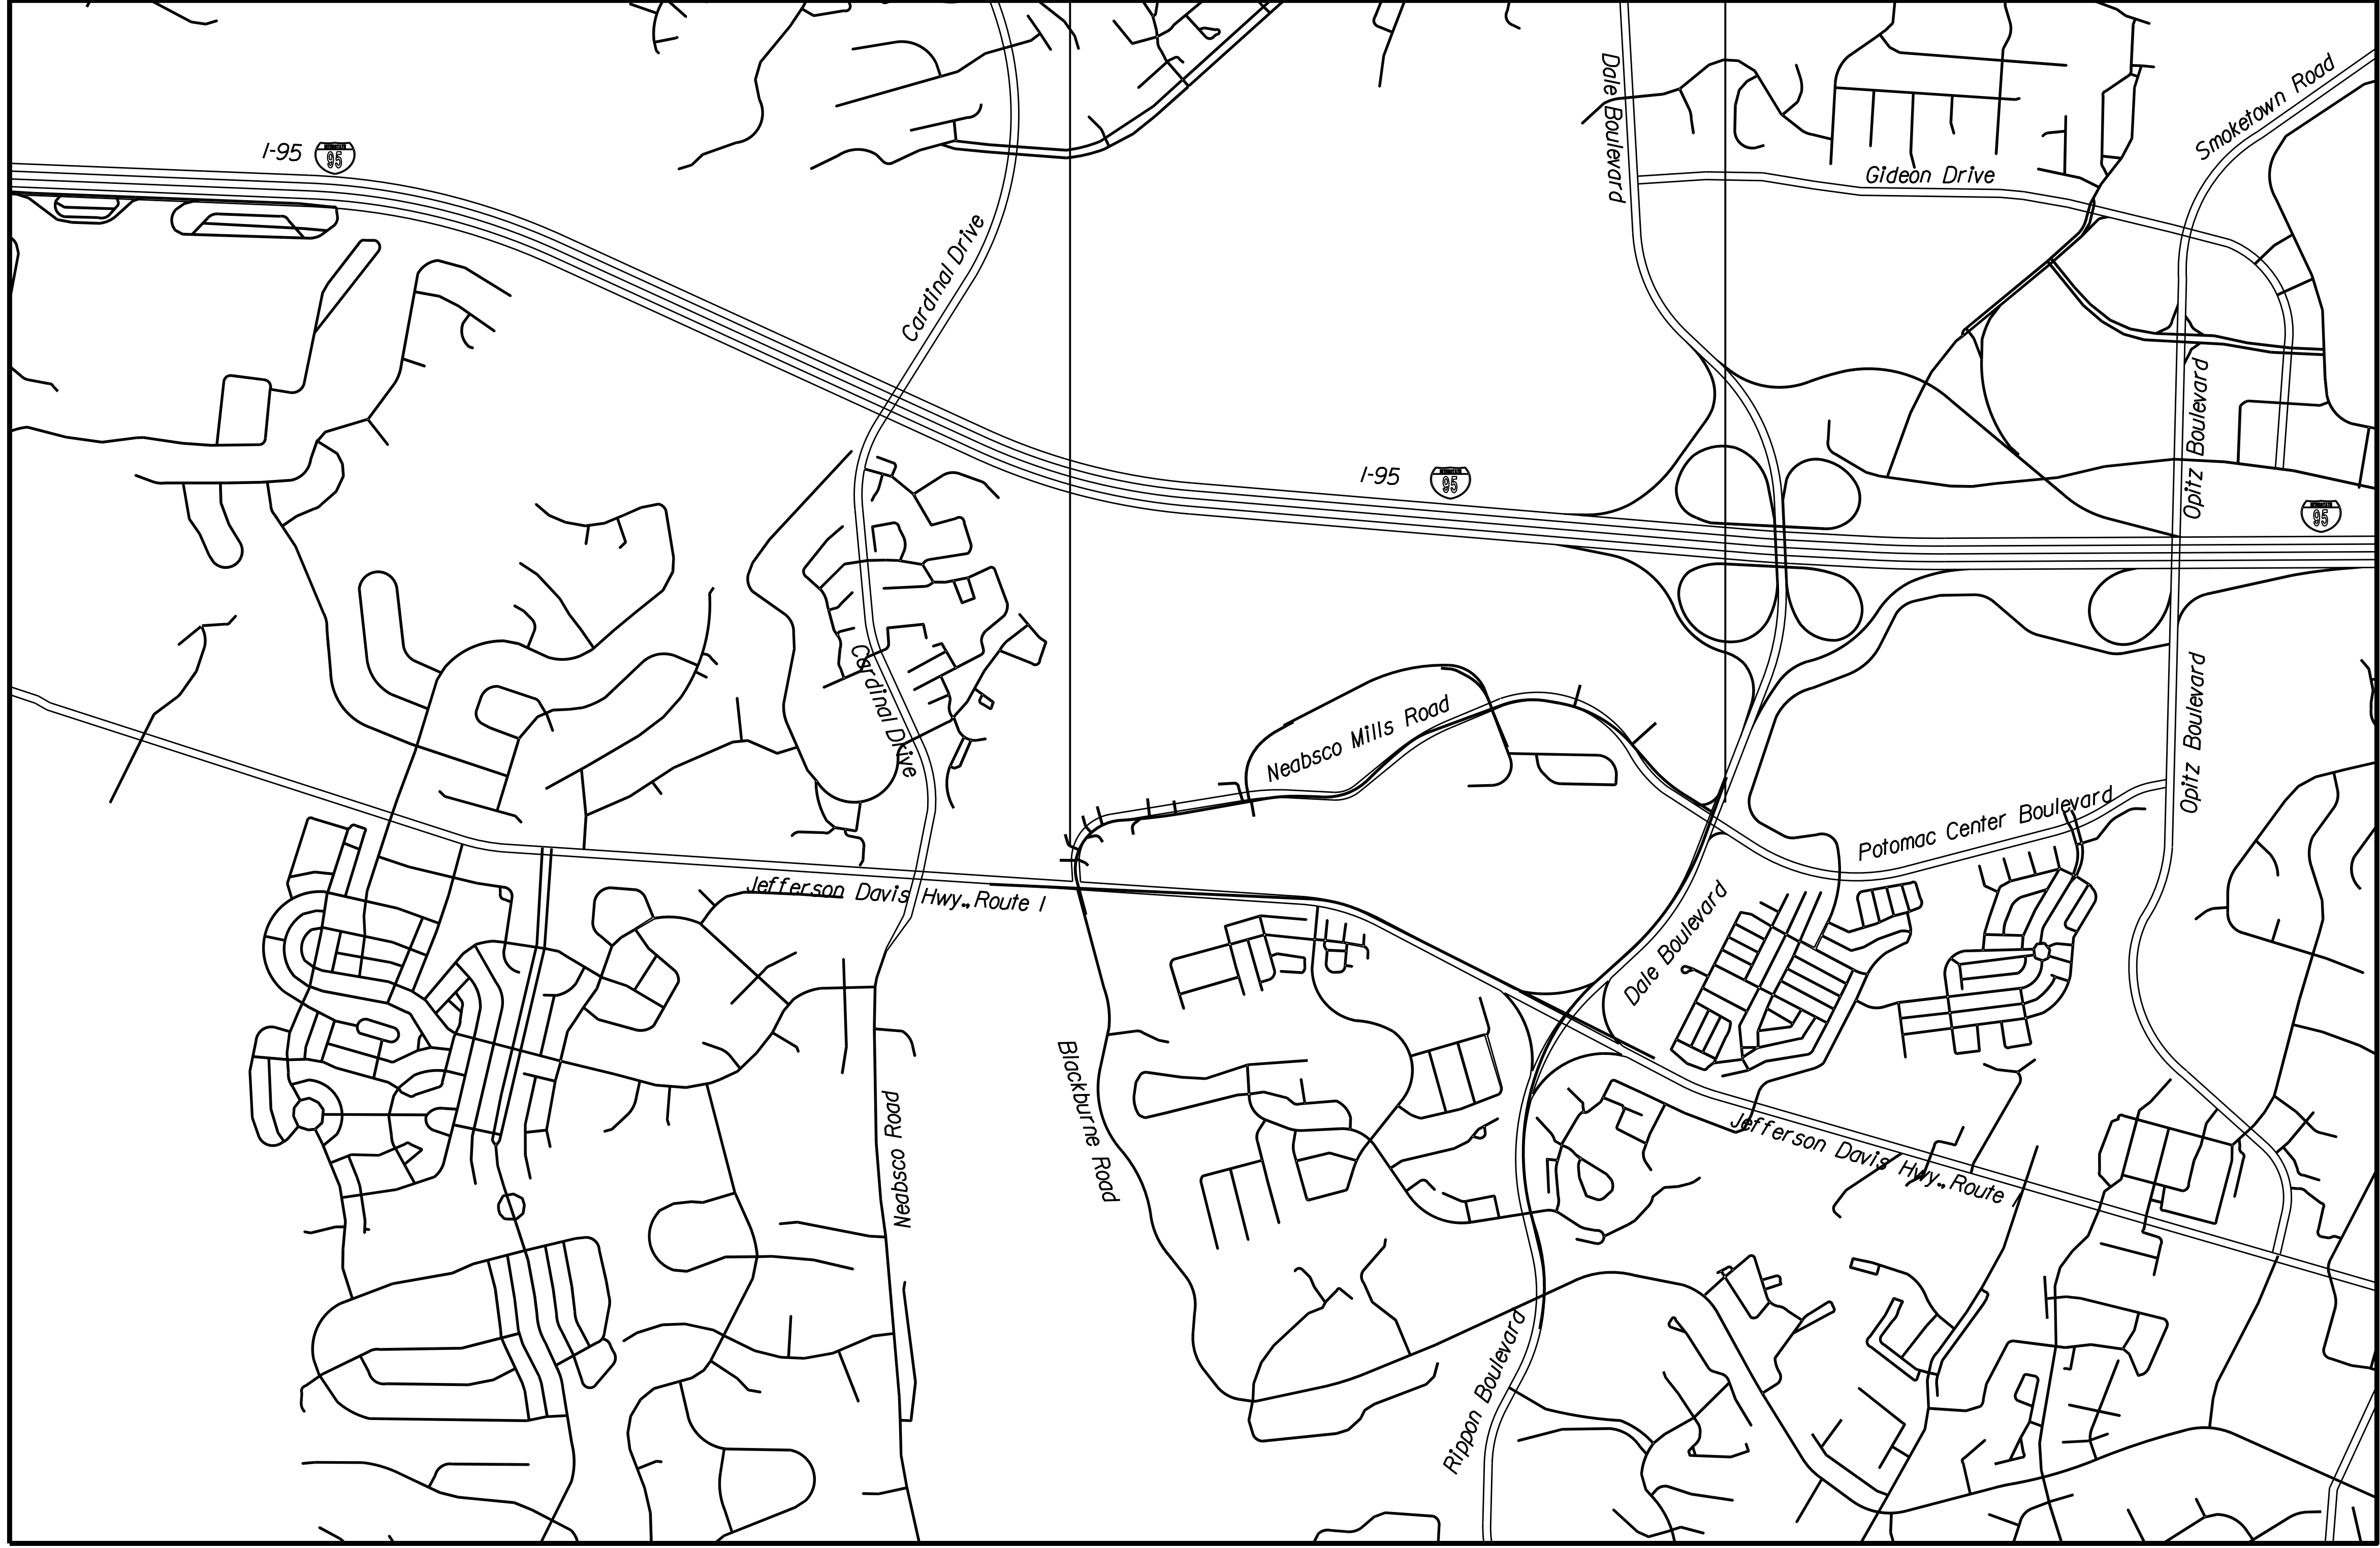 Dale Boulevard
Smoketown Road
I-95
95
Gideon Drive
Cardinal Drive
Opitz Boulevard
I-95
95
95
Cardinal Drive
Neabsco Mills Road
Opitz Boulevard
Potomac Center Boulevard
Jefferson Davis Hwy., Route 1
Dale Boulevard
Blackburne Road
Neabsco Road
Jefferson Davis Hwy., Route 1
Rippon Boulevard